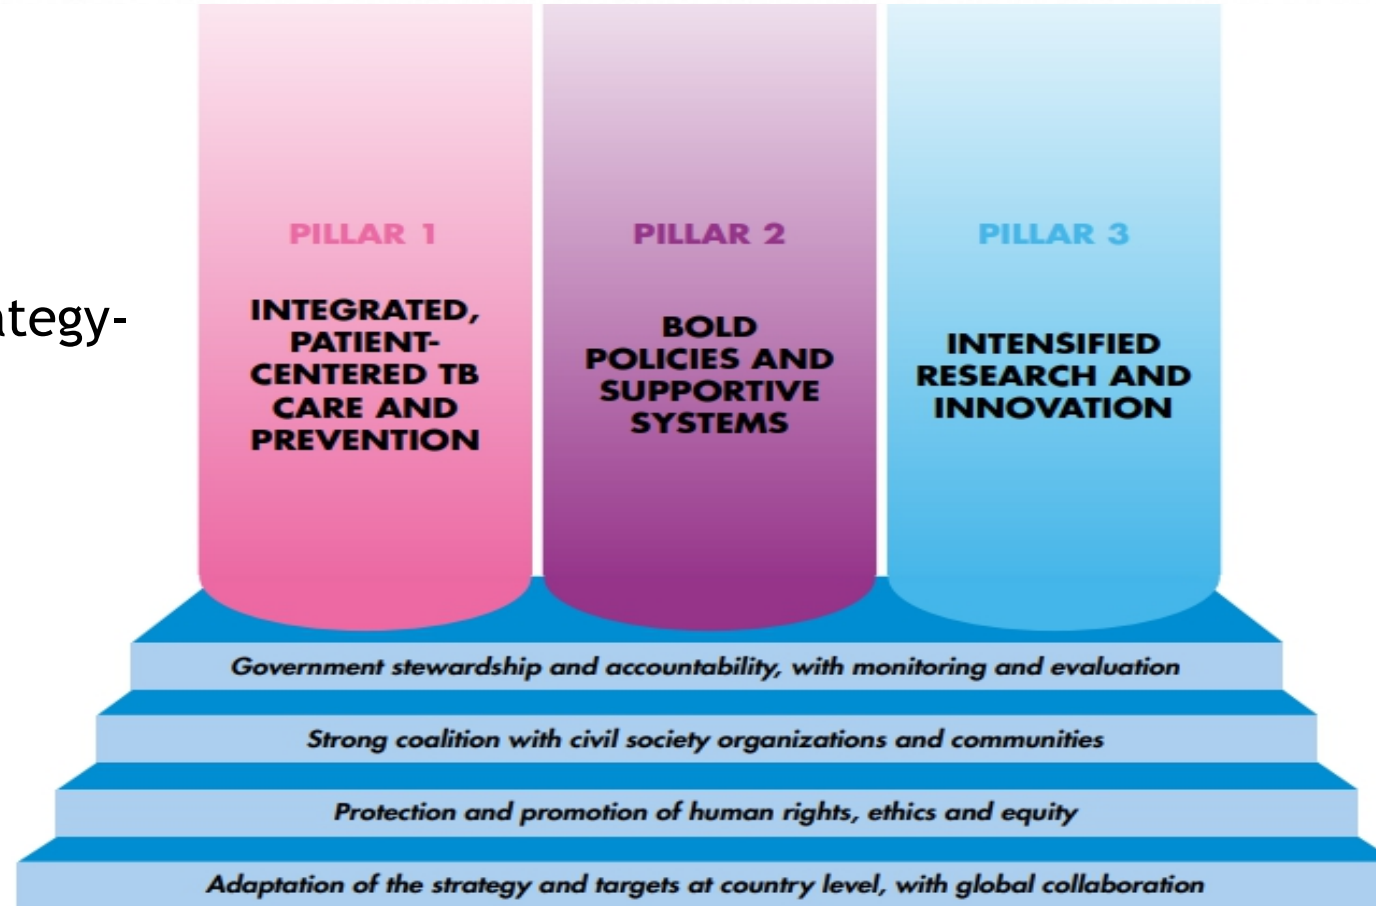 ategy-
PILLAR 1
INTEGRATED,
PATIENT-
CENTERED TB
CARE AND
PREVENTION
PILLAR 2
BOLD
POLICIES AND
SUPPORTIVE
SYSTEMS
PILLAR 3
INTENSIFIED
RESEARCH AND
INNOVATION
Government stewardship and accountability, with monitoring and evaluation
Strong coalition with civil society organizations and communities
Protection and promotion of human rights, ethics and equity
Adaptation of the strategy and targets at country level, with global collaboration